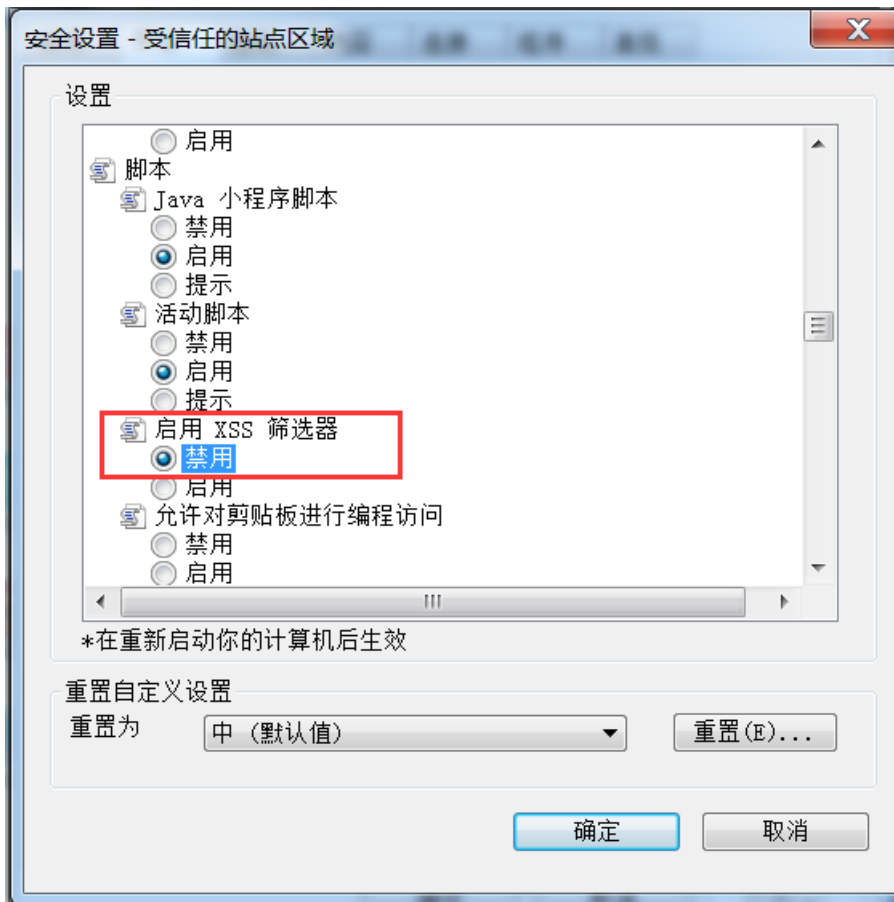 安全设置 - 受信任的站点区域
设置
启用
脚本
Java 小程序脚本
禁用
启用
提示
活动脚本
禁用
启用
提示
启用 XSS 筛选器
禁用
启用
允许对剪贴板进行编程访问
禁用
启用
*在重新启动你的计算机后生效
重置自定义设置
重置为
中 (默认值)
重置(E)...
确定
取消